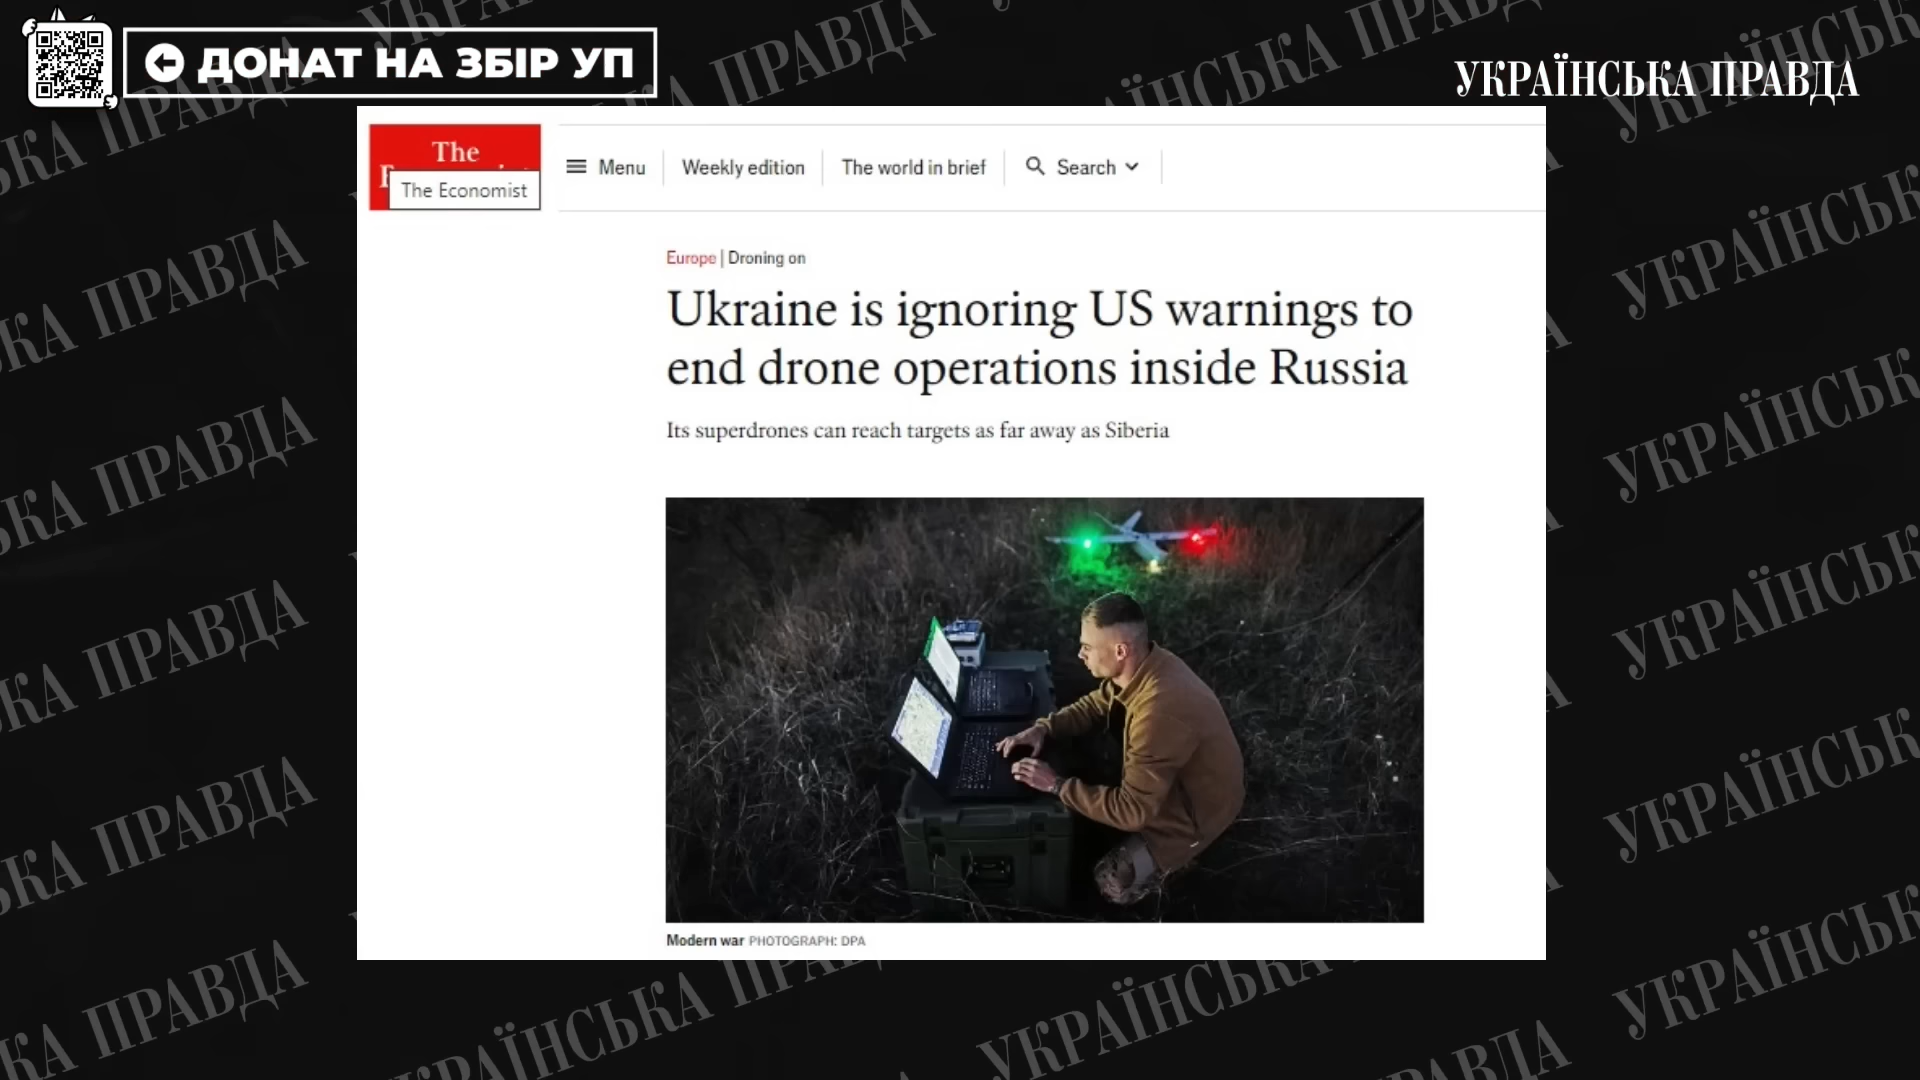 ДОНАТ НА ЗБІР УП
УКРАЇНСЬКА ПРАВДА
The
The Economist
Menu
Weekly edition
The world in brief
Search
Europe | Droning on
Ukraine is ignoring US warnings to
end drone operations inside Russia
Its superdrones can reach targets as far away as Siberia
Modern war PHOTOGRAPH: DPA